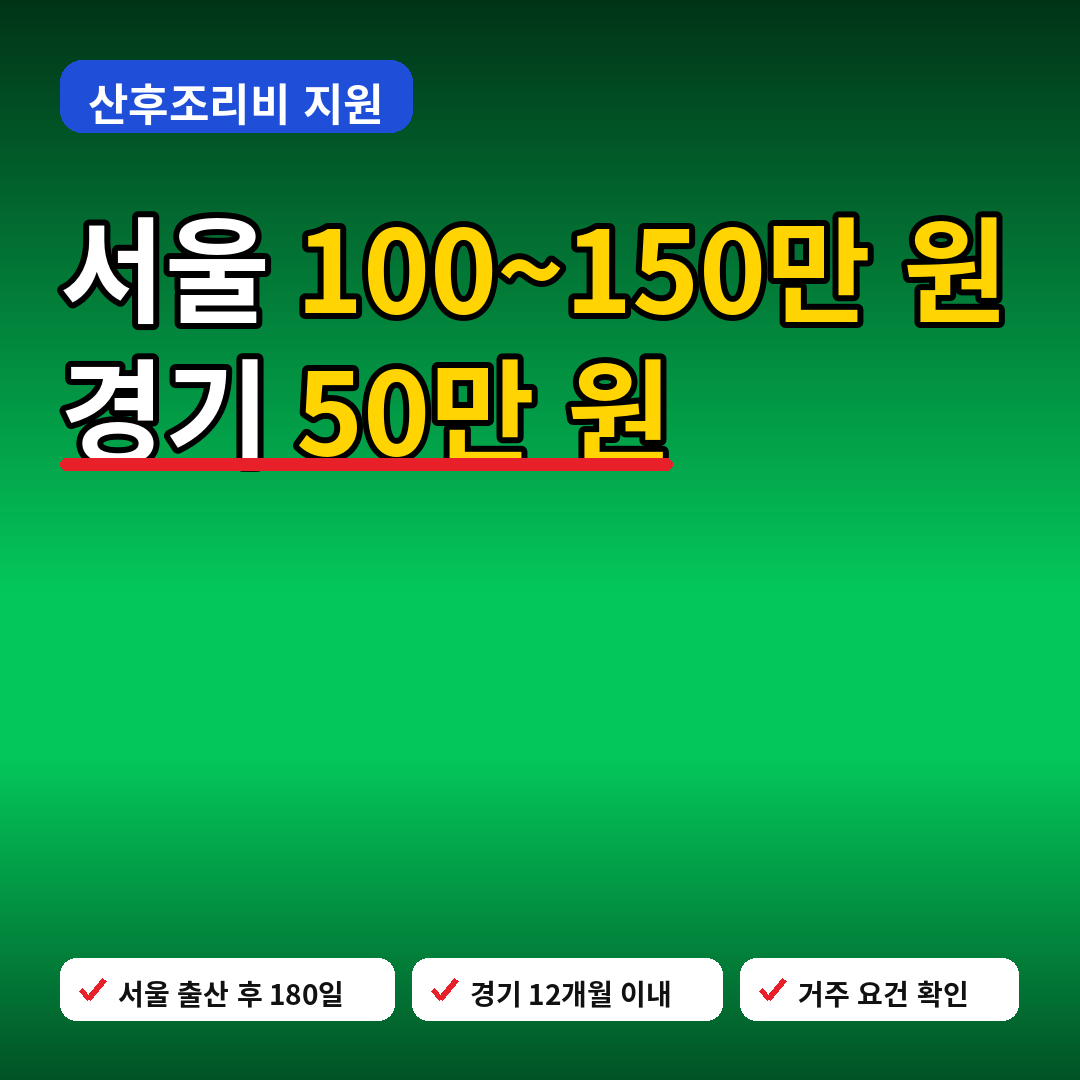 산후조리비 지원
서울 100~150만 원
경기 50만 원
서울 출산 후 180일
경기 12개월 이내
거주 요건 확인